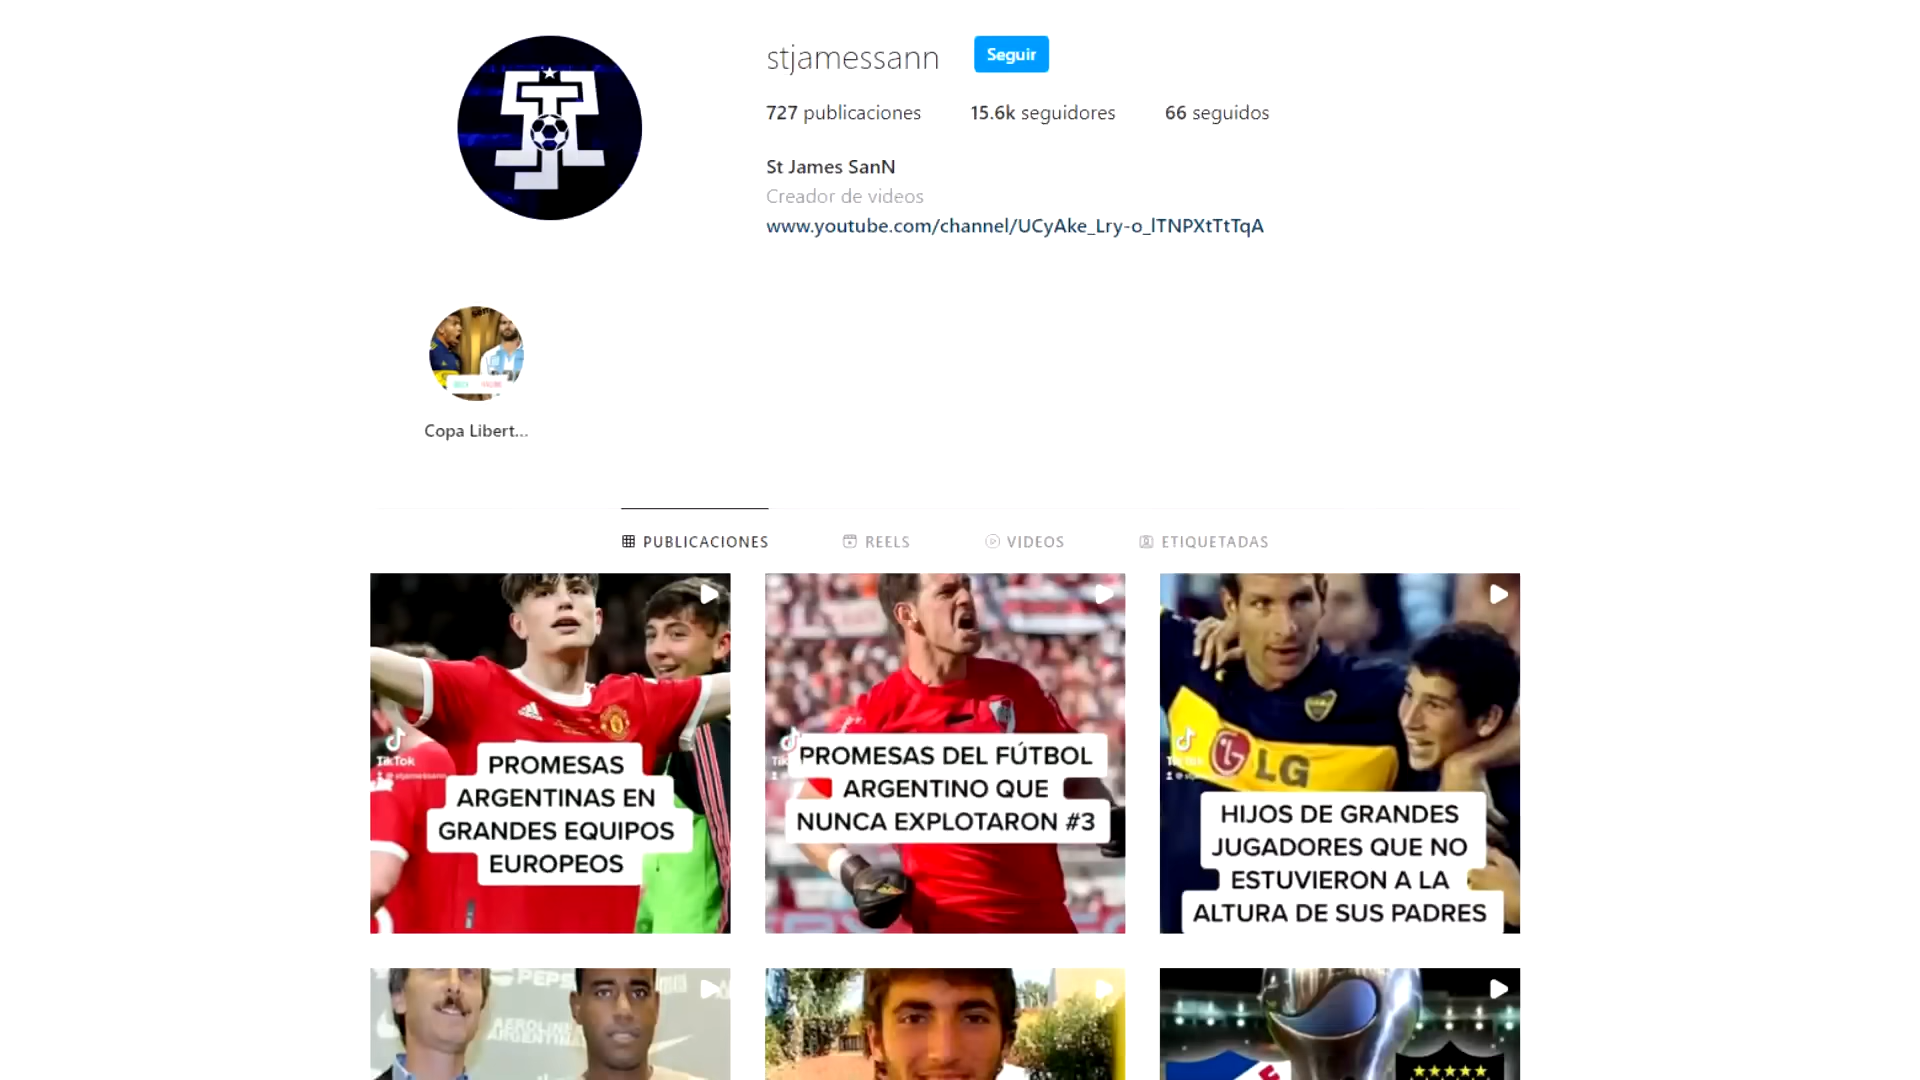 stjamessann
Seguir
727 publicaciones
15.6k seguidores
66 seguidos
St James SanN
Creador de videos
www.youtube.com/channel/UCyAke_Lry-o_lTNPXtTtTqA
Copa Libert...
PUBLICACIONES
REELS
VIDEOS
ETIQUETADAS
TikTok
PROMESAS
ARGENTINAS EN
GRANDES EQUIPOS
EUROPEOS
PROMESAS DEL FÚTBOL
ARGENTINO QUE
NUNCA EXPLOTARON #3
LG
HIJOS DE GRANDES
JUGADORES QUE NO
ESTUVIERON A LA
ALTURA DE SUS PADRES
PEPSI